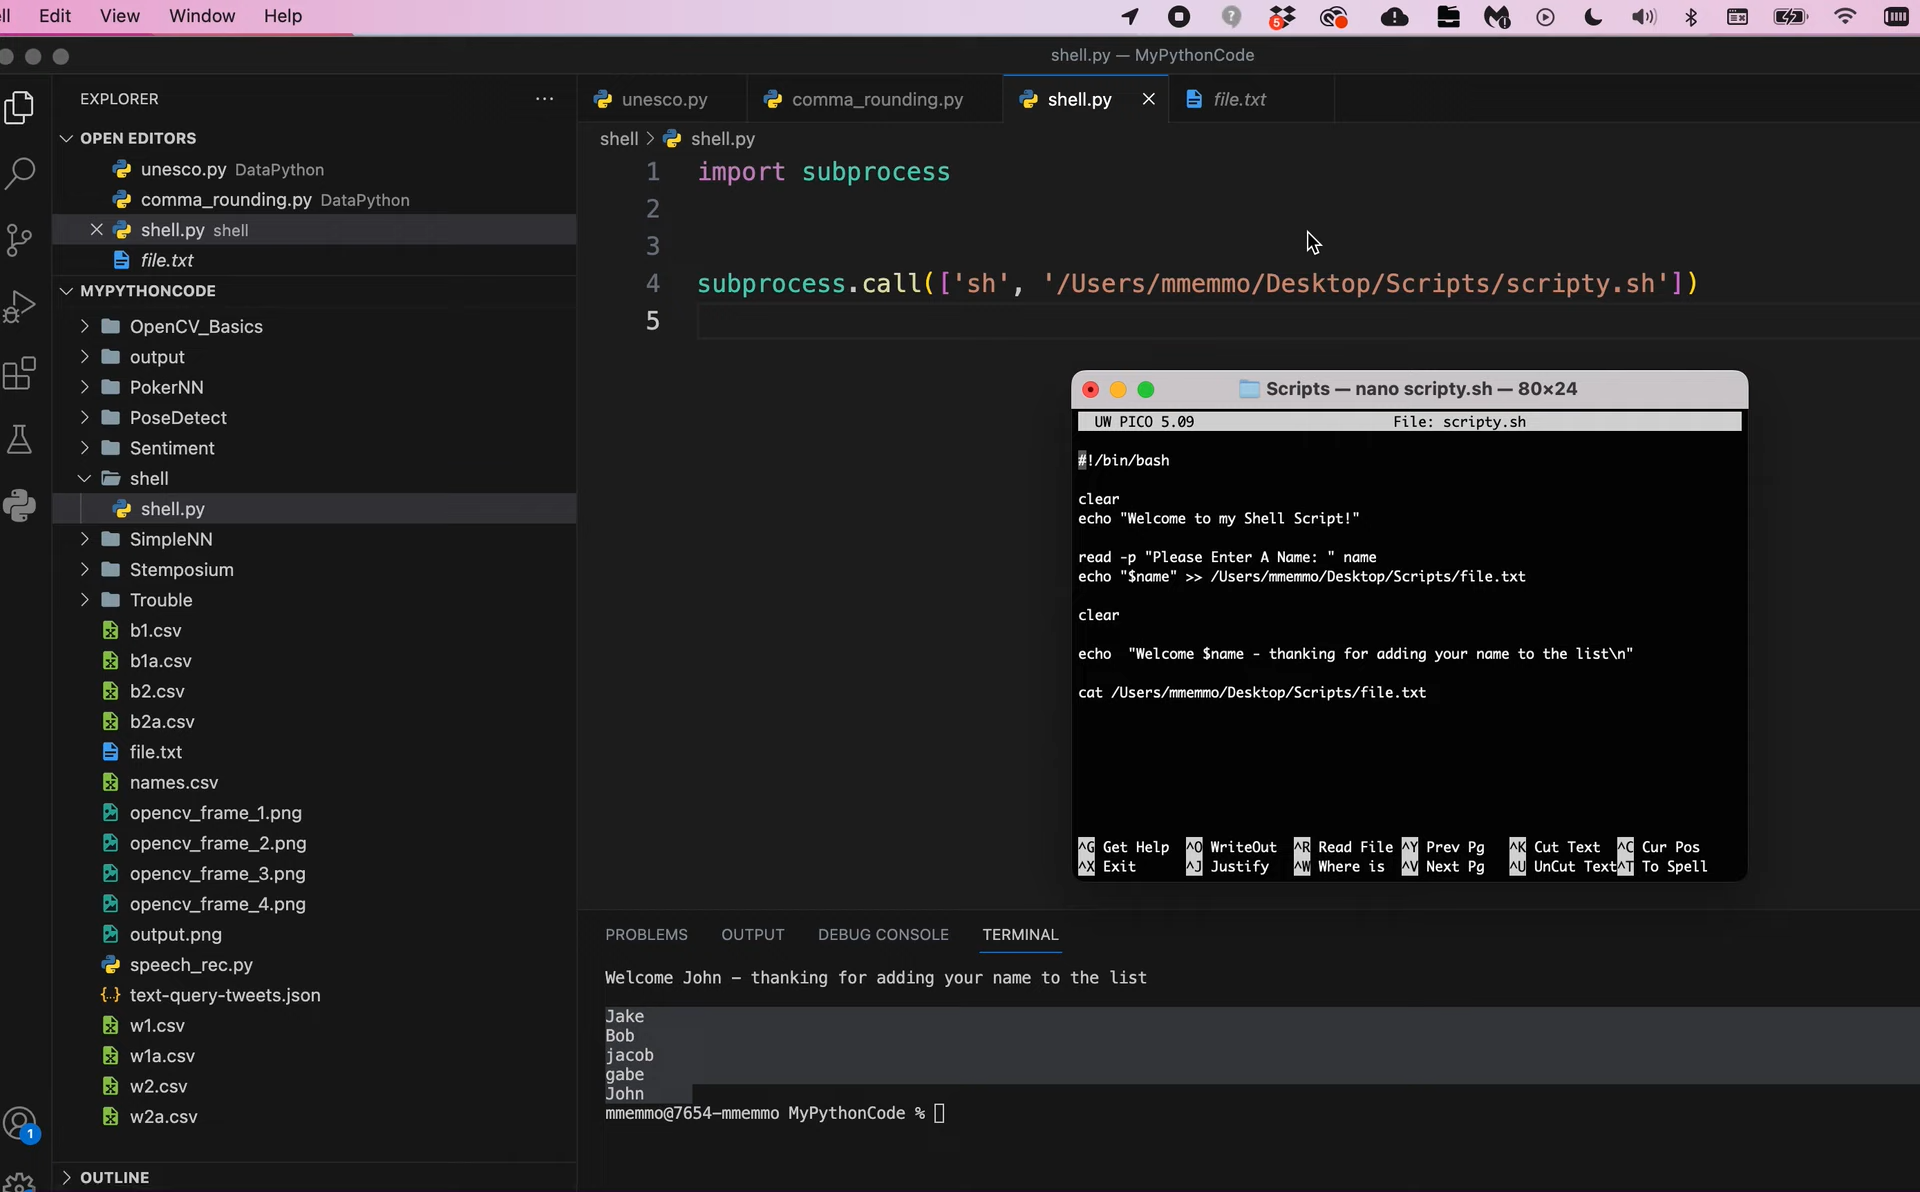 ll Edit View Window Help
5
shell.py — MyPythonCode
EXPLORER
OPEN EDITORS
unesco.py DataPython
comma_rounding.py DataPython
shell.py shell
file.txt
MYPYTHONCODE
OpenCV_Basics
output
PokerNN
PoseDetect
Sentiment
shell
shell.py
SimpleNN
Stemposium
Trouble
b1.csv
b1a.csv
b2.csv
b2a.csv
file.txt
names.csv
opencv_frame_1.png
opencv_frame_2.png
opencv_frame_3.png
opencv_frame_4.png
output.png
speech_rec.py
text-query-tweets.json
w1.csv
w1a.csv
w2.csv
w2a.csv
1
OUTLINE
unesco.py comma_rounding.py shell.py file.txt
shell > shell.py
1 import subprocess
2
3
4 subprocess.call(['sh', '/Users/mmemmo/Desktop/Scripts/scripty.sh'])
5
Scripts — nano scripty.sh — 80×24
UW PICO 5.09 File: scripty.sh
#!/bin/bash
clear
echo "Welcome to my Shell Script!"
read -p "Please Enter A Name: " name
echo "$name" >> /Users/mmemmo/Desktop/Scripts/file.txt
clear
echo  "Welcome $name - thanking for adding your name to the list\n"
cat /Users/mmemmo/Desktop/Scripts/file.txt
^G Get Help ^O WriteOut ^R Read File ^Y Prev Pg ^K Cut Text ^C Cur Pos
^X Exit ^J Justify ^W Where is ^V Next Pg ^U UnCut Text ^T To Spell
PROBLEMS OUTPUT DEBUG CONSOLE TERMINAL
Welcome John - thanking for adding your name to the list
Jake
Bob
jacob
gabe
John
mmemmo@7654-mmemmo MyPythonCode %